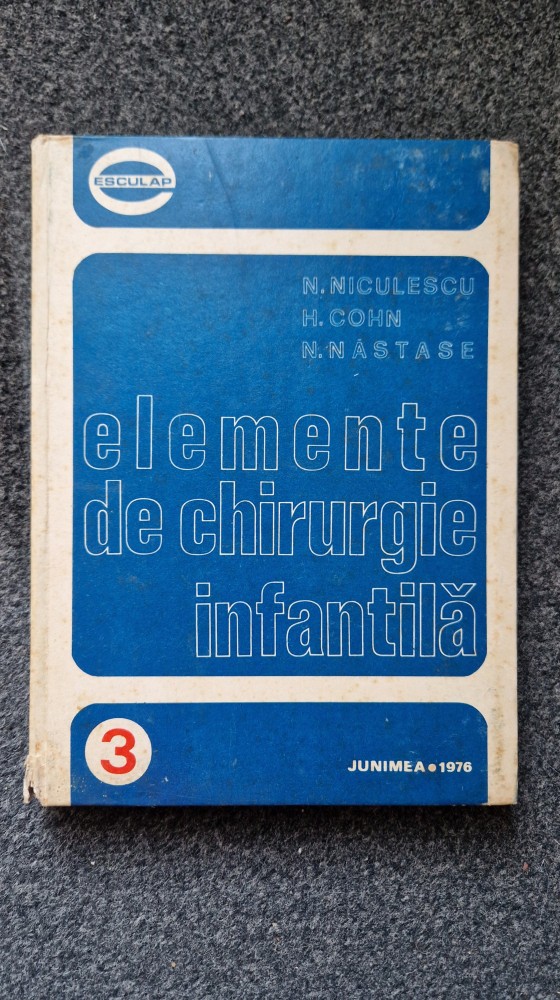 ESCULAP
N. NICULESCU
H. COHN
N. NĂSTASE
elemente
de chirurgie
infantilă
3
JUNIMEA • 1976